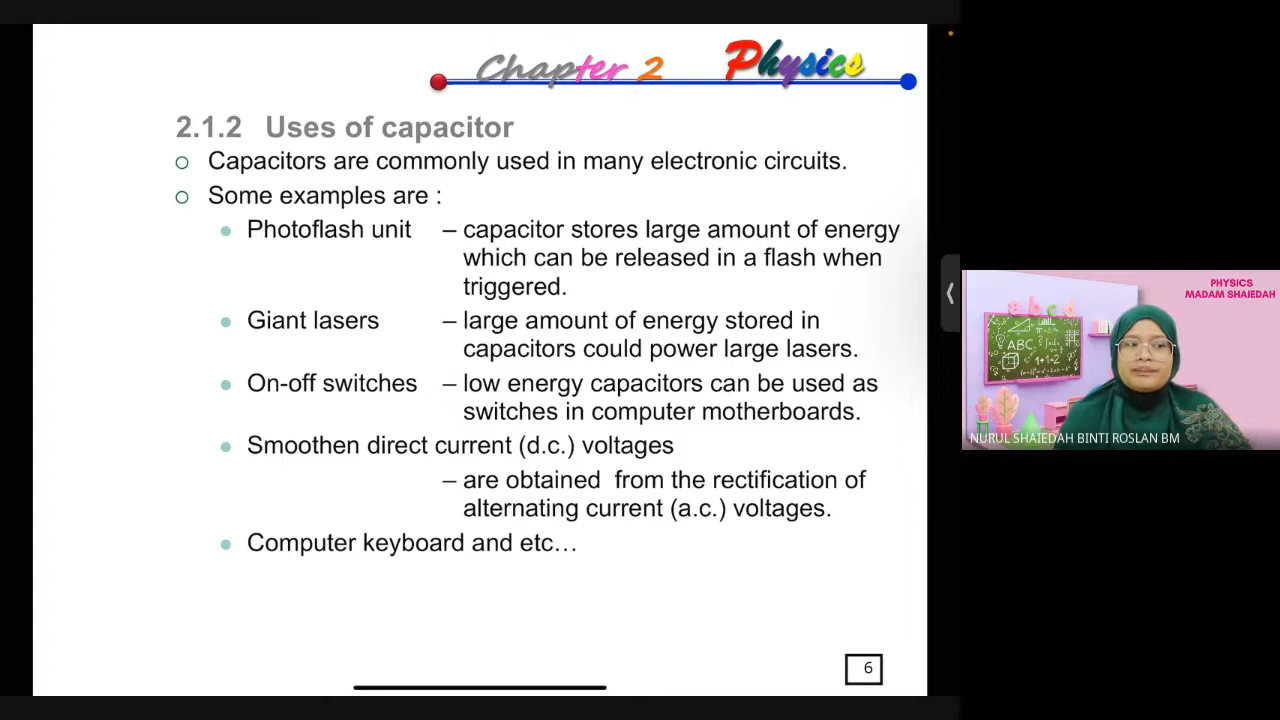 Chapter 2 Physics
2.1.2 Uses of capacitor
Capacitors are commonly used in many electronic circuits.
Some examples are :
Photoflash unit – capacitor stores large amount of energy
which can be released in a flash when
triggered.
Giant lasers – large amount of energy stored in
capacitors could power large lasers.
On-off switches – low energy capacitors can be used as
switches in computer motherboards.
Smoothen direct current (d.c.) voltages
– are obtained from the rectification of
alternating current (a.c.) voltages.
Computer keyboard and etc…
6
PHYSICS
MADAM SHAIEDAH
a b c d
ABC
1+1=2
NURUL SHAIEDAH BINTI ROSLAN BM